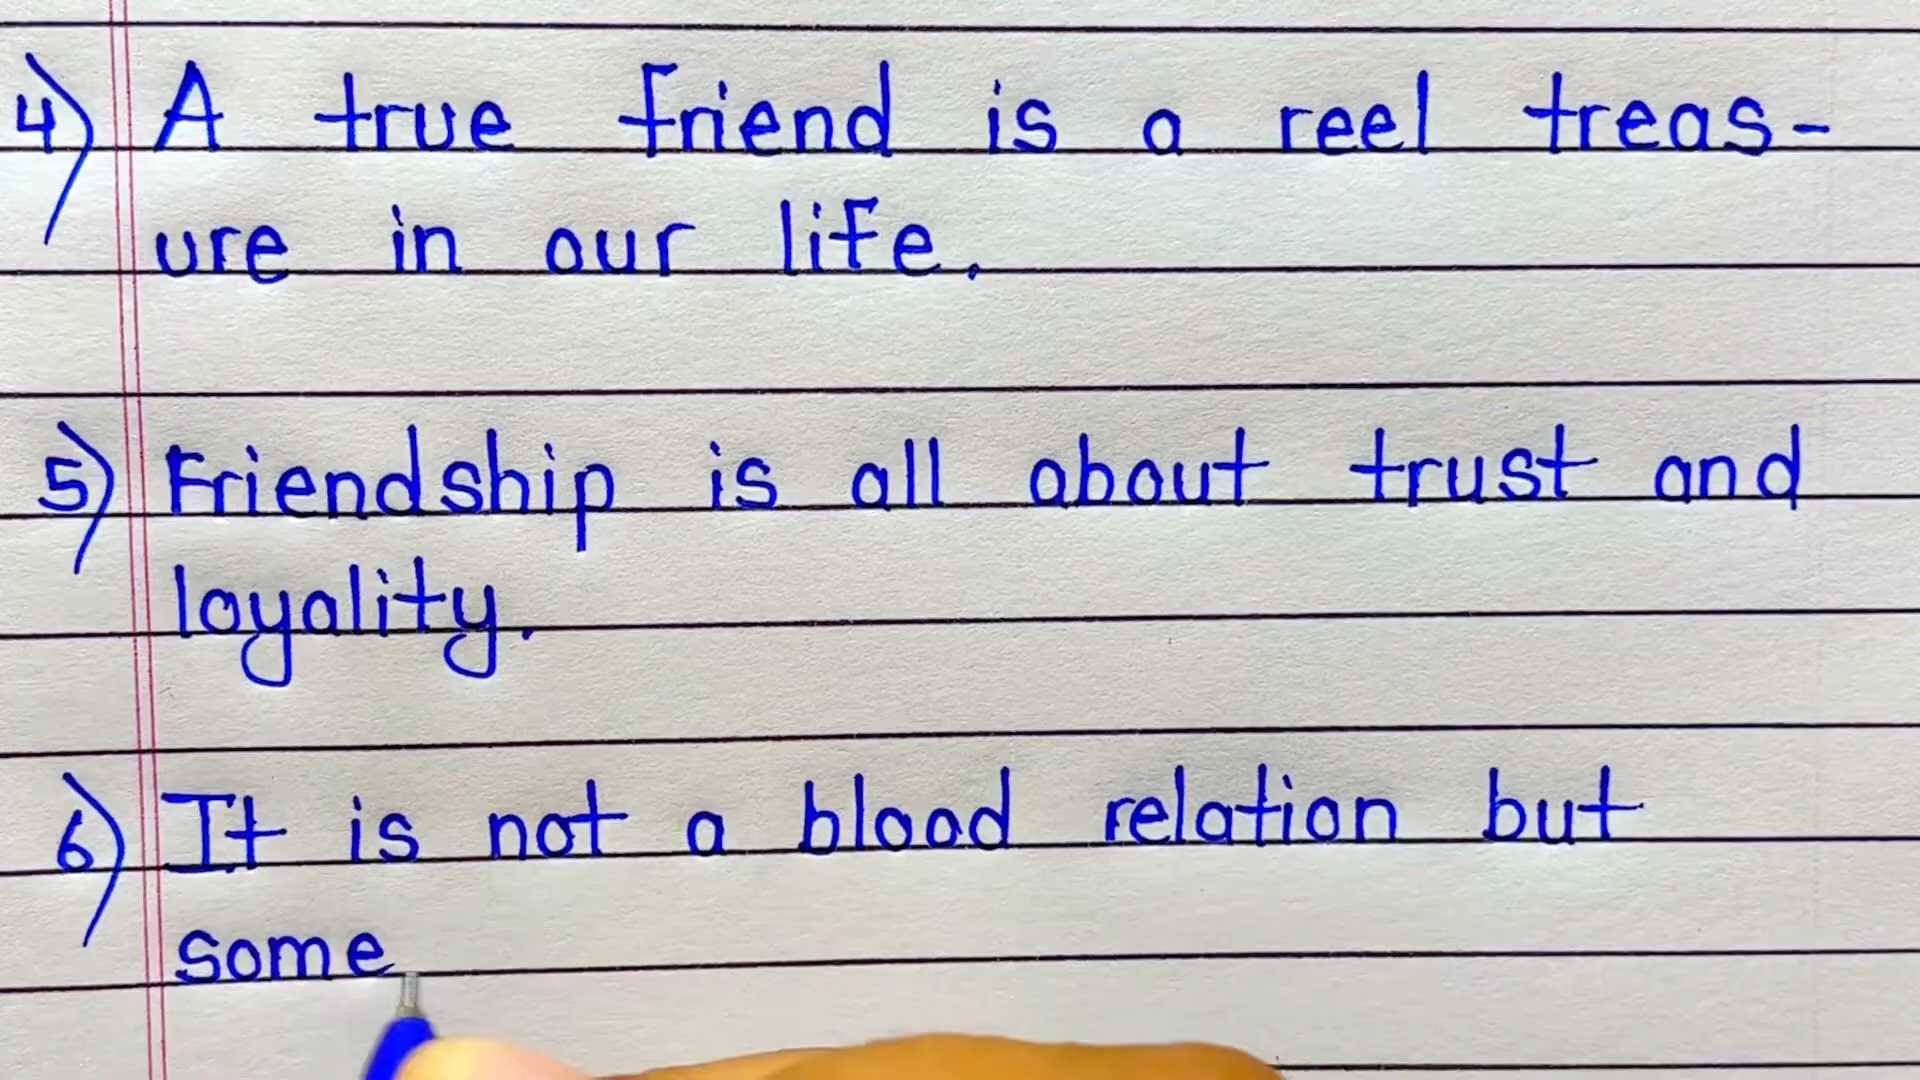 4) A true friend is a reel treas-
ure in our life.
5) Friendship is all about trust and
loyality.
6) It is not a blood relation but
some